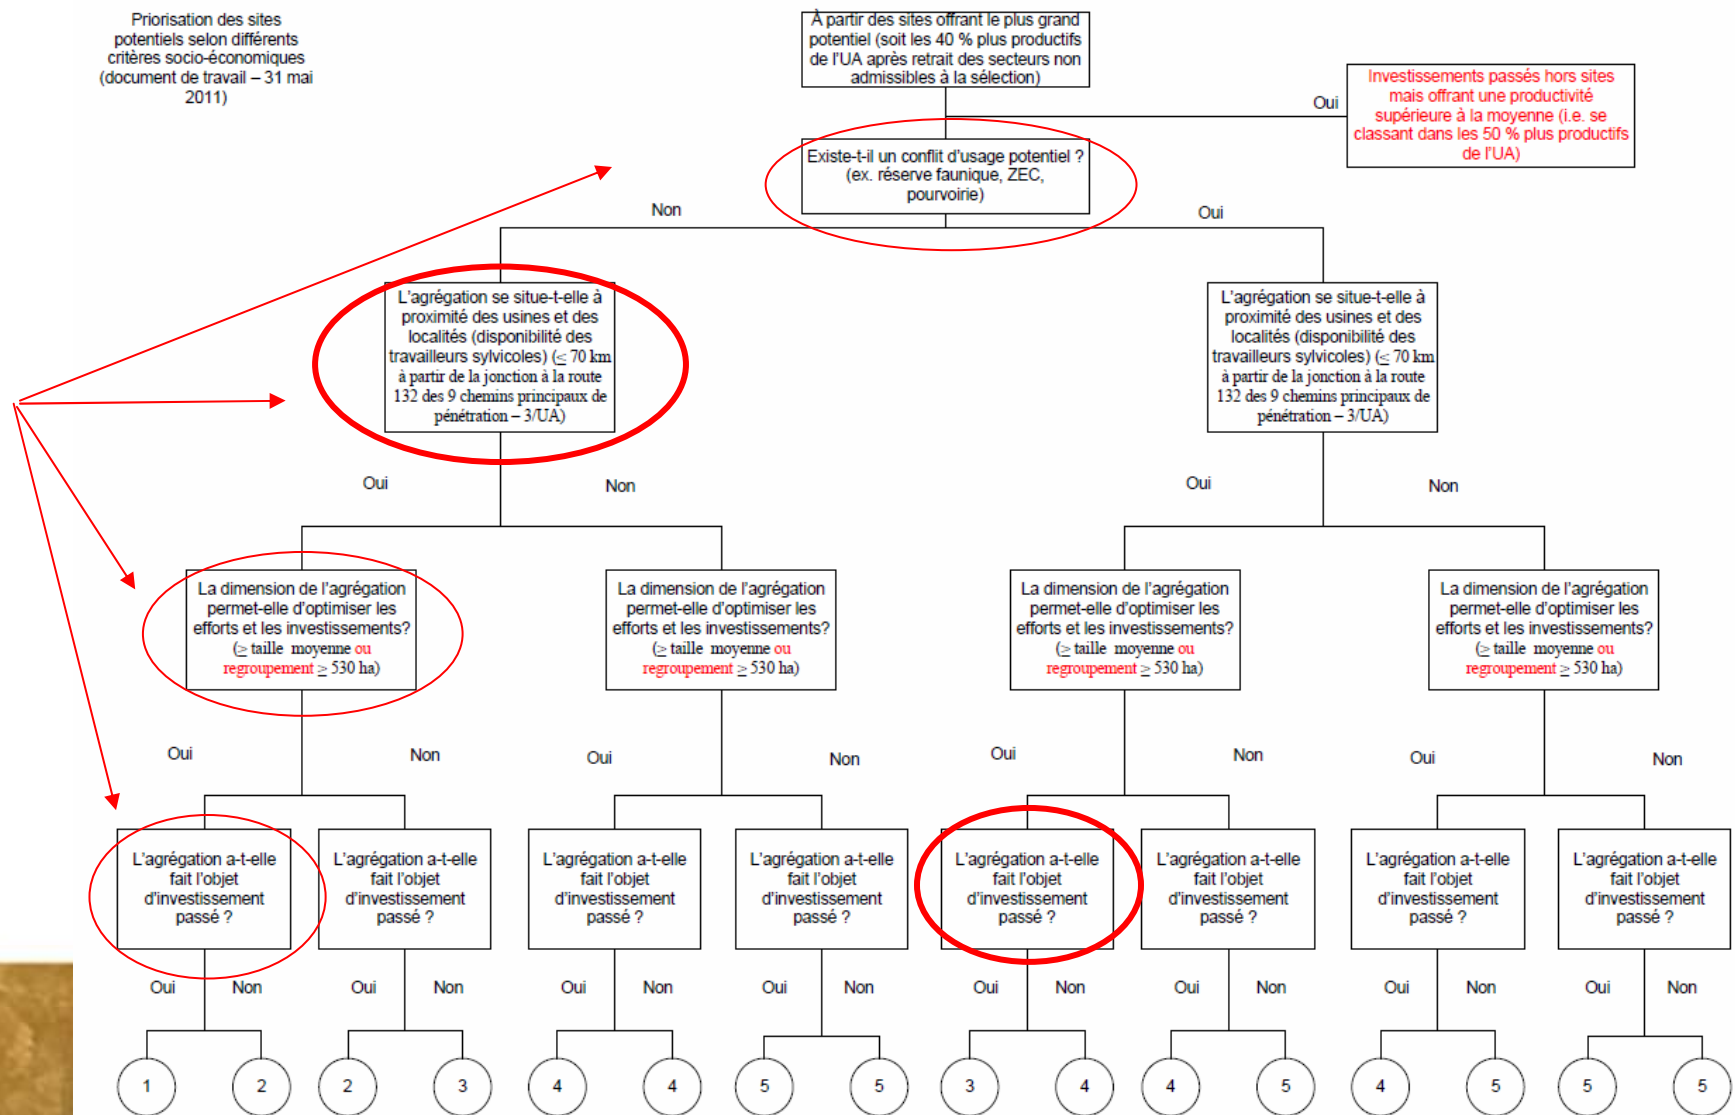 Priorisation des sites
potentiels selon différents
critères socio-économiques
(document de travail – 31 mai
2011)
À partir des sites offrant le plus grand
potentiel (soit les 40 % plus productifs
de l'UA après retrait des secteurs non
admissibles à la sélection)
Oui
Investissements passés hors sites
mais offrant une productivité
supérieure à la moyenne (i.e. se
classant dans les 50 % plus productifs
de l'UA)
Existe-t-il un conflit d'usage potentiel ?
(ex. réserve faunique, ZEC,
pourvoirie)
Non
Oui
L'agrégation se situe-t-elle à
proximité des usines et des
localités (disponibilité des
travailleurs sylvicoles) (≤ 70 km
à partir de la jonction à la route
132 des 9 chemins principaux de
pénétration – 3/UA)
L'agrégation se situe-t-elle à
proximité des usines et des
localités (disponibilité des
travailleurs sylvicoles) (≤ 70 km
à partir de la jonction à la route
132 des 9 chemins principaux de
pénétration – 3/UA)
Oui
Non
Oui
Non
La dimension de l'agrégation
permet-elle d'optimiser les
efforts et les investissements?
(≥ taille moyenne ou
regroupement ≥ 530 ha)
La dimension de l'agrégation
permet-elle d'optimiser les
efforts et les investissements?
(≥ taille moyenne ou
regroupement ≥ 530 ha)
La dimension de l'agrégation
permet-elle d'optimiser les
efforts et les investissements?
(≥ taille moyenne ou
regroupement ≥ 530 ha)
La dimension de l'agrégation
permet-elle d'optimiser les
efforts et les investissements?
(≥ taille moyenne ou
regroupement ≥ 530 ha)
Oui
Non
Oui
Non
Oui
Non
Oui
Non
L'agrégation a-t-elle
fait l'objet
d'investissement
passé ?
L'agrégation a-t-elle
fait l'objet
d'investissement
passé ?
L'agrégation a-t-elle
fait l'objet
d'investissement
passé ?
L'agrégation a-t-elle
fait l'objet
d'investissement
passé ?
L'agrégation a-t-elle
fait l'objet
d'investissement
passé ?
L'agrégation a-t-elle
fait l'objet
d'investissement
passé ?
L'agrégation a-t-elle
fait l'objet
d'investissement
passé ?
L'agrégation a-t-elle
fait l'objet
d'investissement
passé ?
Oui
Non
Oui
Non
Oui
Non
Oui
Non
Oui
Non
Oui
Non
Oui
Non
Oui
Non
1
2
2
3
4
4
5
5
3
4
4
5
4
5
5
5